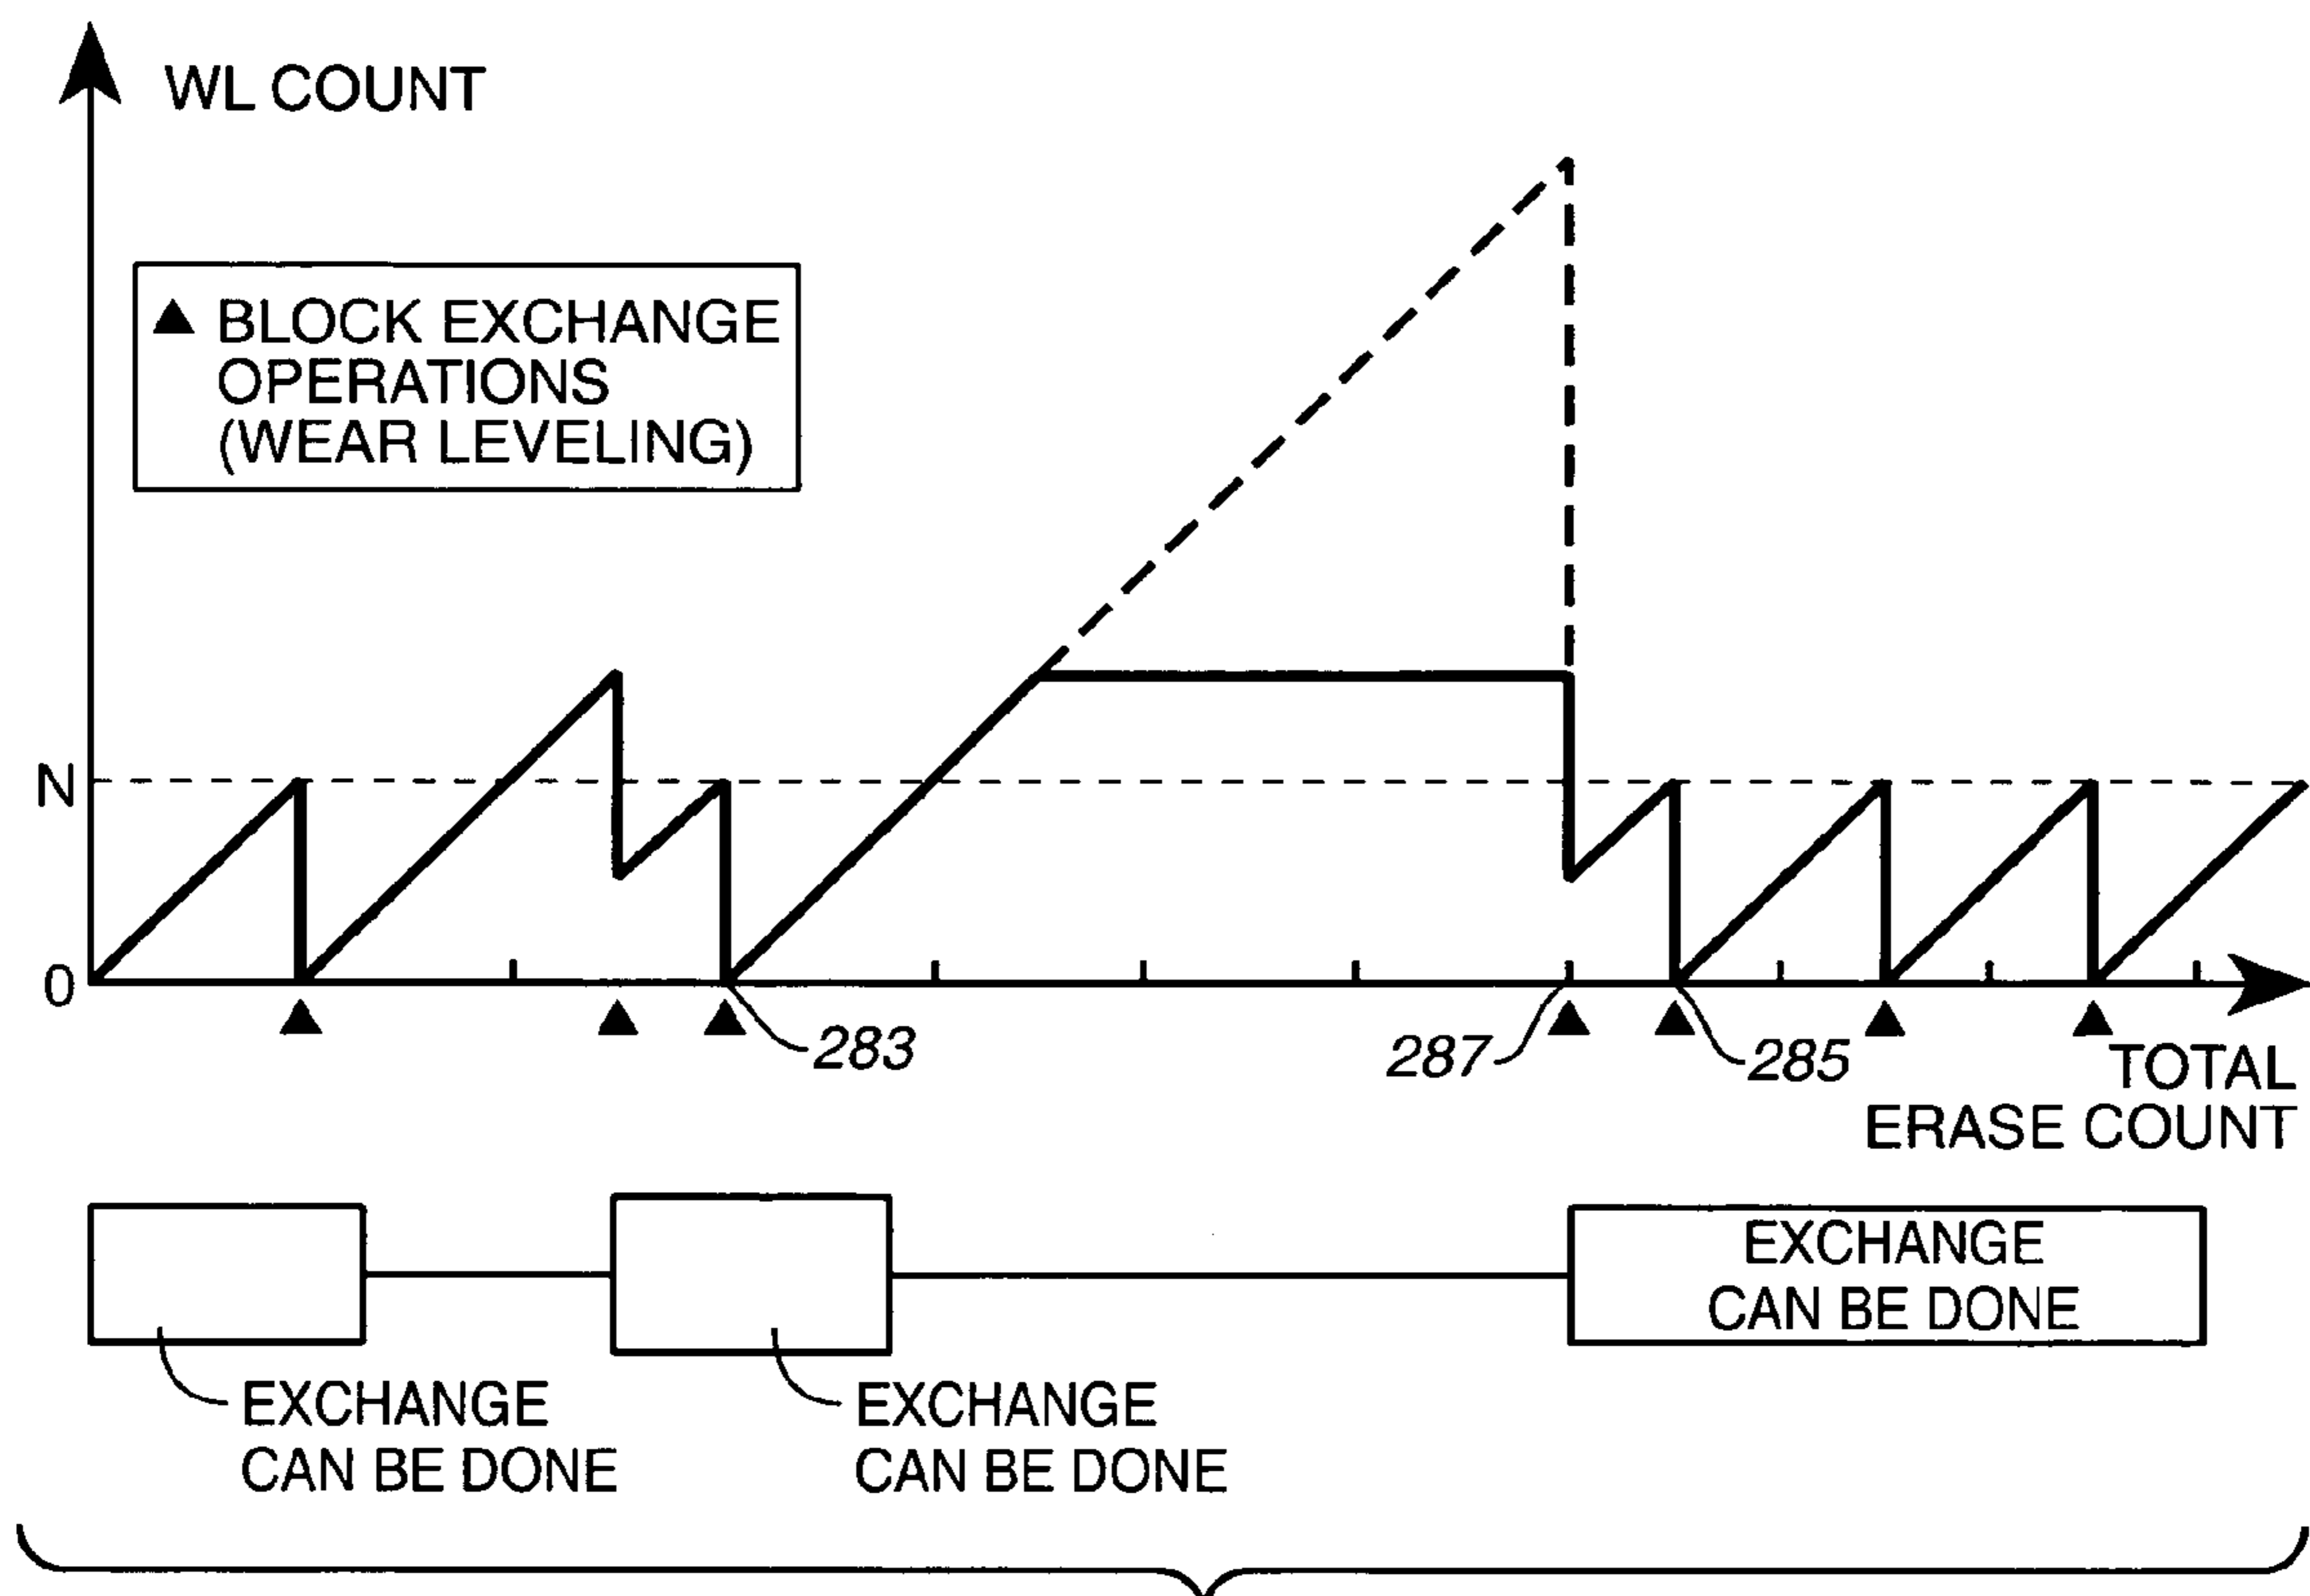 WL COUNT
▲ BLOCK EXCHANGE
OPERATIONS
(WEAR LEVELING)
N
0
283
287
285
TOTAL
ERASE COUNT
EXCHANGE
CAN BE DONE
EXCHANGE
CAN BE DONE
EXCHANGE
CAN BE DONE